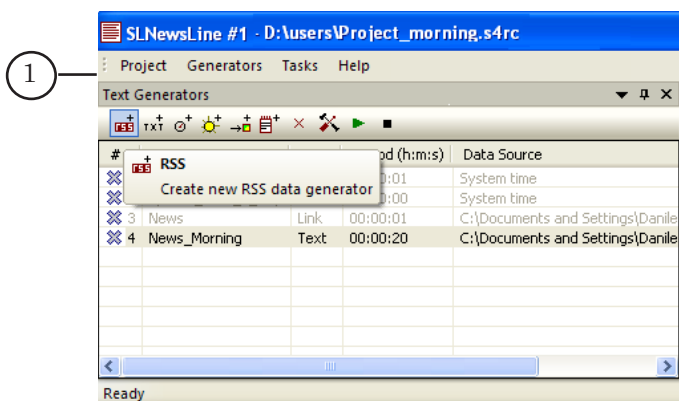 SLNewsLine #1 - D:\users\Project_morning.s4rc
1
Project Generators Tasks Help
Text Generators
RSS TXT
# od (h:m:s) Data Source
RSS
Create new RSS data generator
:01 System time
:00 System time
3 News Link 00:00:01 C:\Documents and Settings\Danile
4 News_Morning Text 00:00:20 C:\Documents and Settings\Danile
Ready